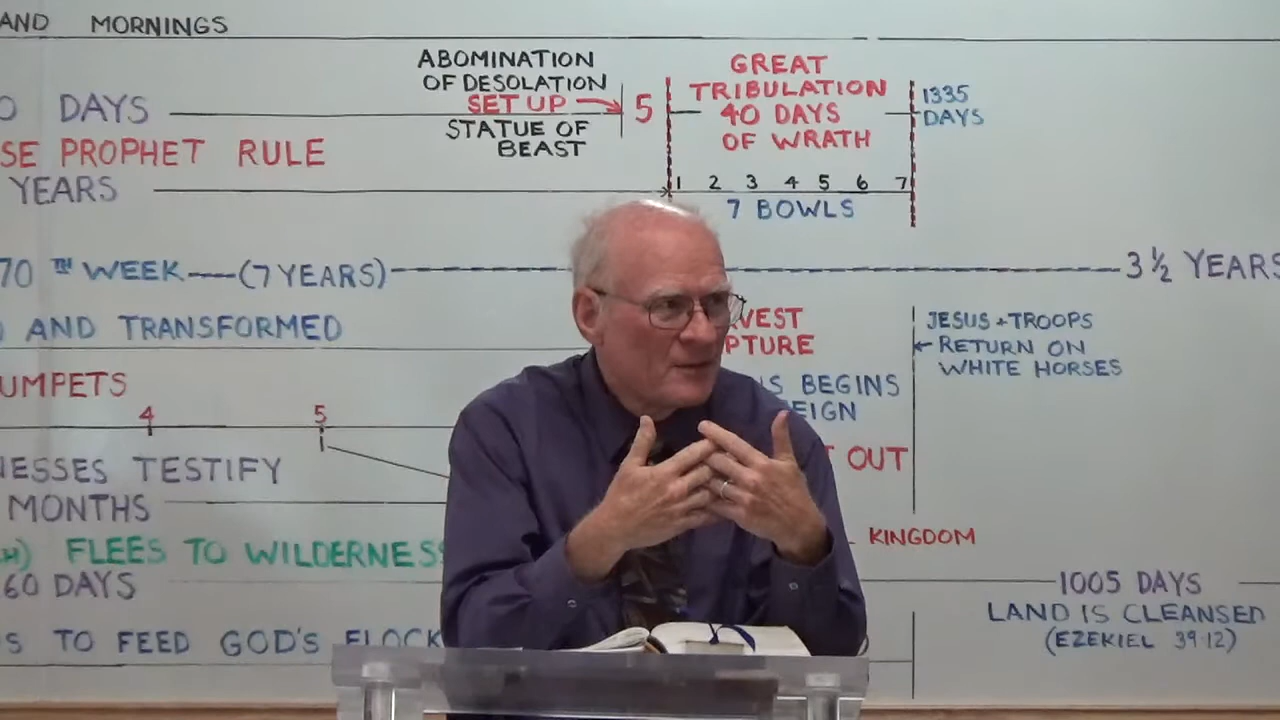 AND MORNINGS
ABOMINATION
OF DESOLATION
SET UP
STATUE OF
BEAST
5
GREAT
TRIBULATION
40 DAYS
OF WRATH
1335
DAYS
0 DAYS
SE PROPHET RULE
YEARS
1 2 3 4 5 6 7
7 BOWLS
70 TH WEEK (7 YEARS)
3 ½ YEARS
) AND TRANSFORMED
VEST
PTURE
JESUS + TROOPS
RETURN ON
WHITE HORSES
UMPETS
S BEGINS
EIGN
4 5
NESSES TESTIFY
T OUT
MONTHS
KINGDOM
H) FLEES TO WILDERNES
60 DAYS
1005 DAYS
LAND IS CLEANSED
(EZEKIEL 39:12)
S TO FEED GOD'S FLOCK